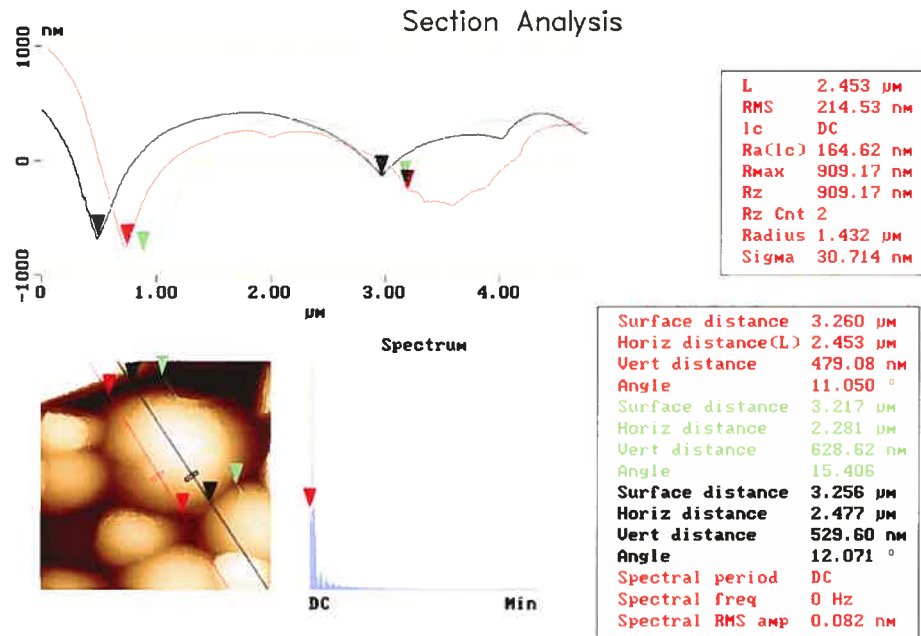 Section Analysis
nM
1000
0
-1000
0
1.00
2.00
3.00
4.00
μM
L 2.453 μM
RMS 214.53 nM
lc DC
Ra(lc) 164.62 nM
Rmax 909.17 nM
Rz 909.17 nM
Rz Cnt 2
Radius 1.432 μM
Sigma 30.714 nM
Spectrum
DC
Min
Surface distance 3.260 μM
Horiz distance(L) 2.453 μM
Vert distance 479.08 nM
Angle 11.050 °
Surface distance 3.217 μM
Horiz distance 2.281 μM
Vert distance 628.62 nM
Angle 15.406
Surface distance 3.256 μM
Horiz distance 2.477 μM
Vert distance 529.60 nM
Angle 12.071 °
Spectral period DC
Spectral freq 0 Hz
Spectral RMS amp 0.082 nM